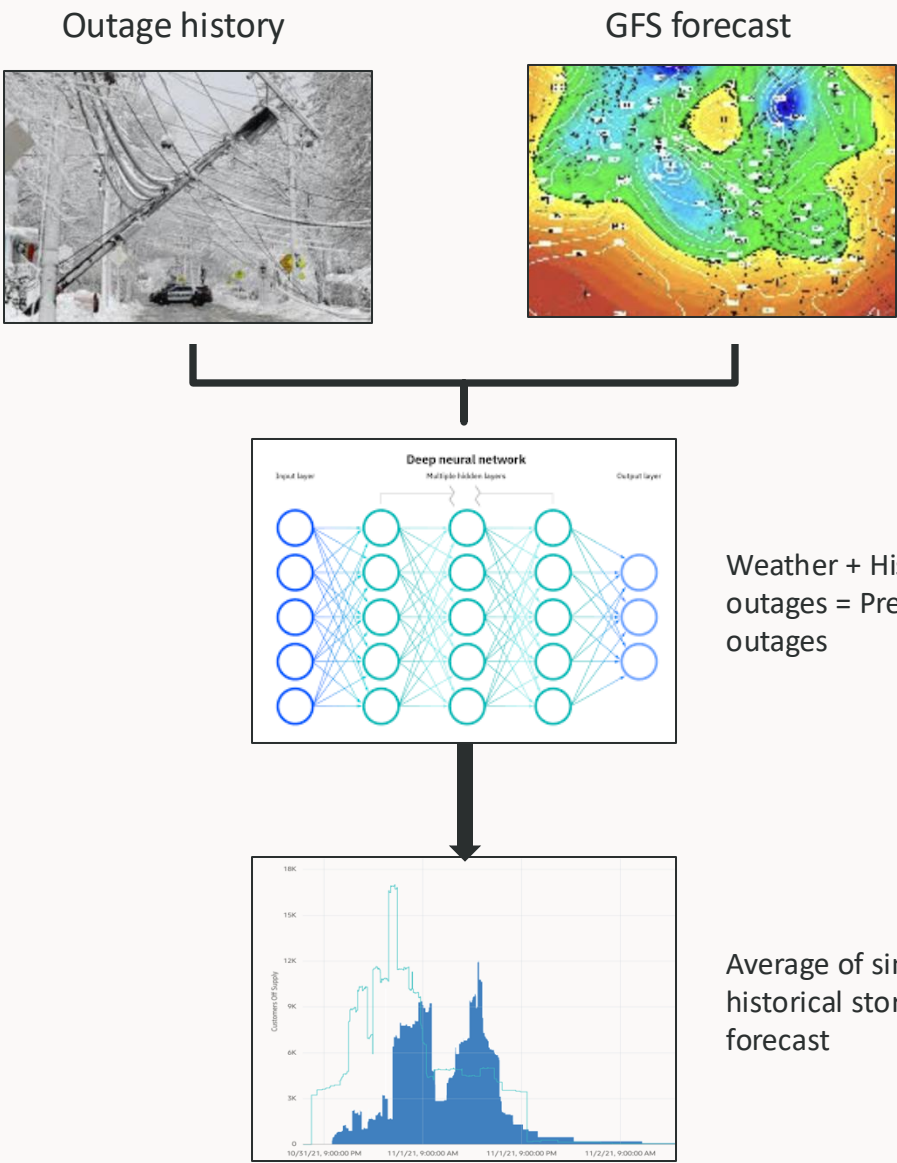 Outage history
GFS forecast
Deep neural network
Input layer
Multiple hidden layers
Output layer
Weather + His
outages = Pre
outages
18K
15K
12K
9K
6K
3K
0
Customers Off Supply
10/31/21, 9:00:00 PM
11/1/21, 9:00:00 AM
11/1/21, 9:00:00 PM
11/2/21, 9:00:00 AM
Average of sin
historical stor
forecast